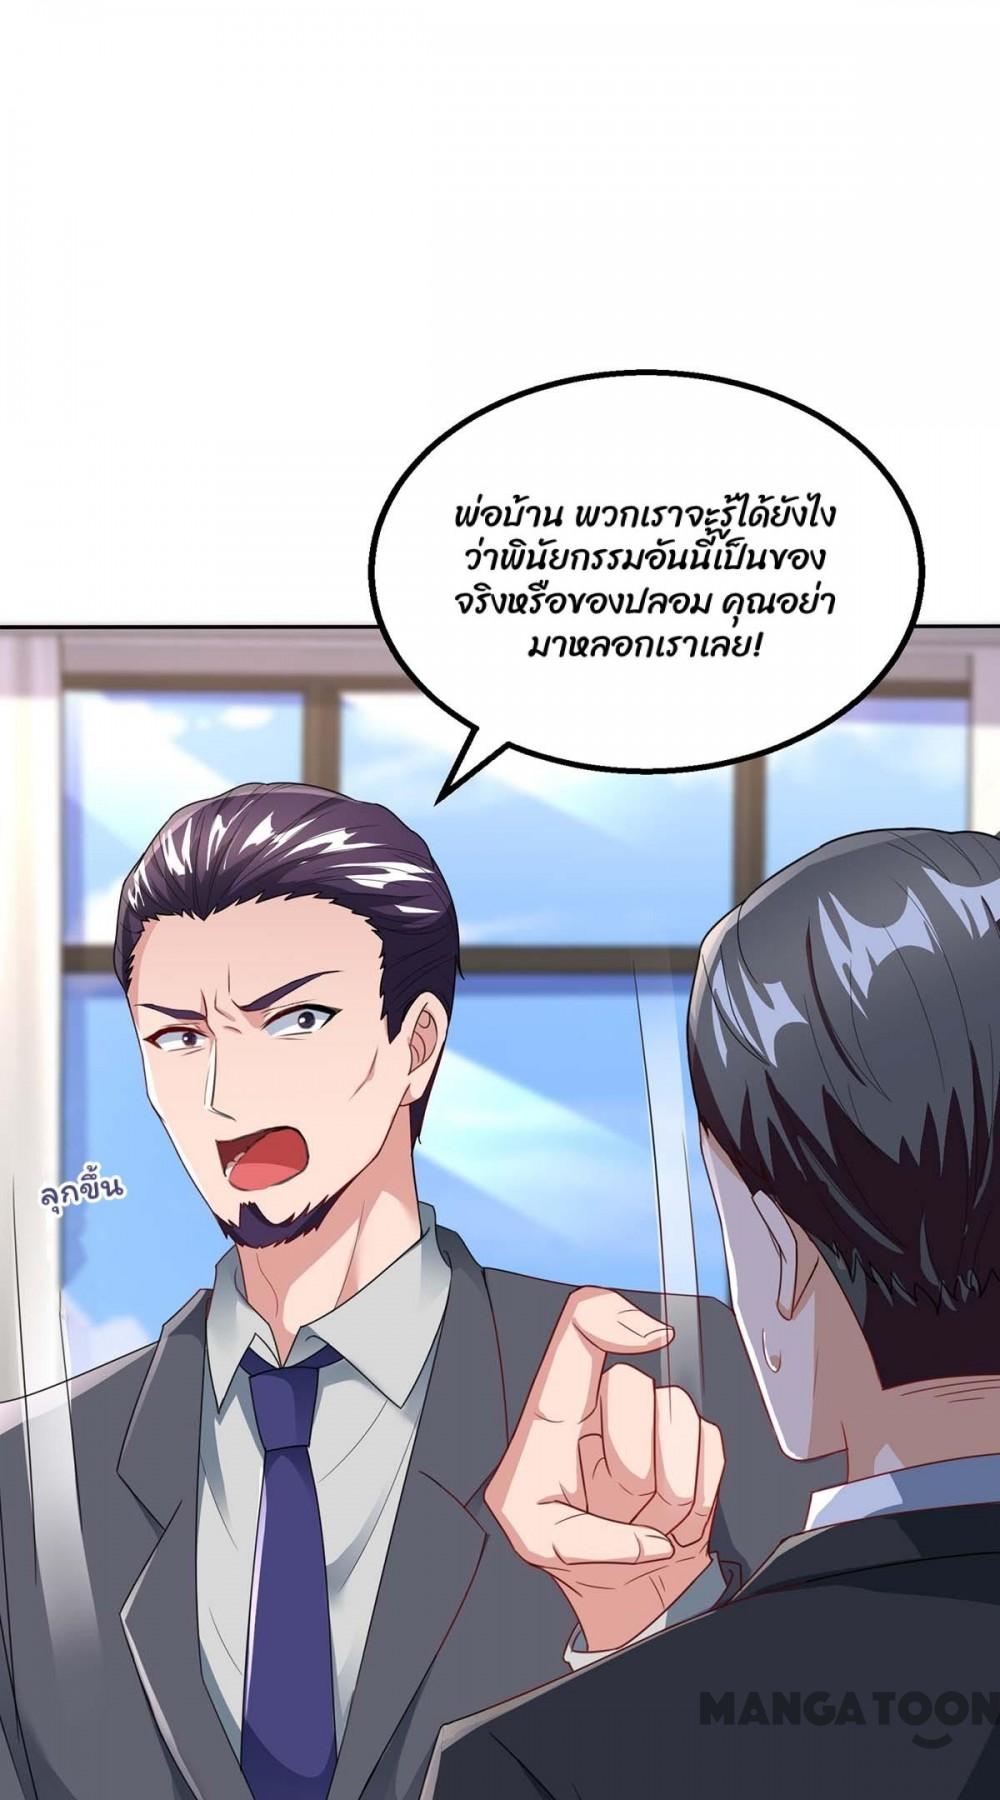 พ่อบ้าน พวกเราจะรู้ได้ยังไง
ว่าพินัยกรรมอันนี้เป็นของ
จริงหรือของปลอม คุณอย่า
มาหลอกเราเลย!
ลุกขึ้น
MANGATOON